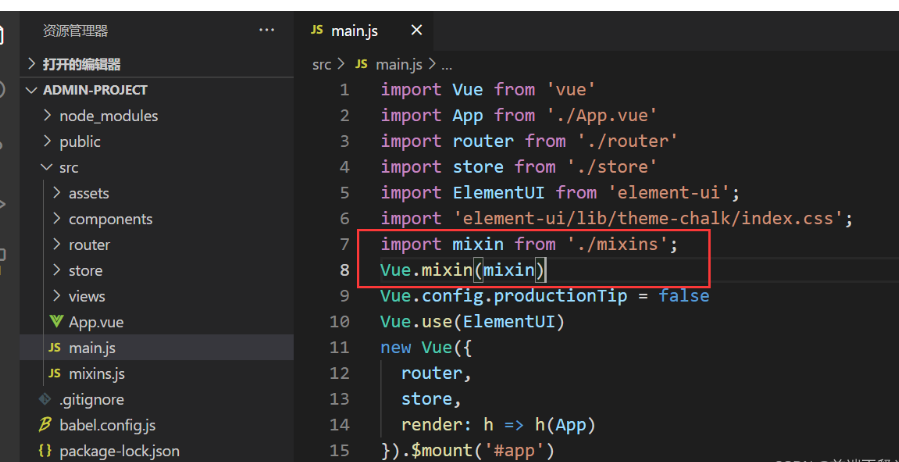 资源管理器 ...
打开的编辑器
ADMIN-PROJECT
node_modules
public
src
assets
components
router
store
views
App.vue
JS main.js
JS mixins.js
.gitignore
babel.config.js
{} package-lock.json
JS main.js ×
src > JS main.js > ...
1 import Vue from 'vue'
2 import App from './App.vue'
3 import router from './router'
4 import store from './store'
5 import ElementUI from 'element-ui';
6 import 'element-ui/lib/theme-chalk/index.css';
7 import mixin from './mixins';
8 Vue.mixin(mixin)
9 Vue.config.productionTip = false
10 Vue.use(ElementUI)
11 new Vue({
12 router,
13 store,
14 render: h => h(App)
15 }).$mount('#app')